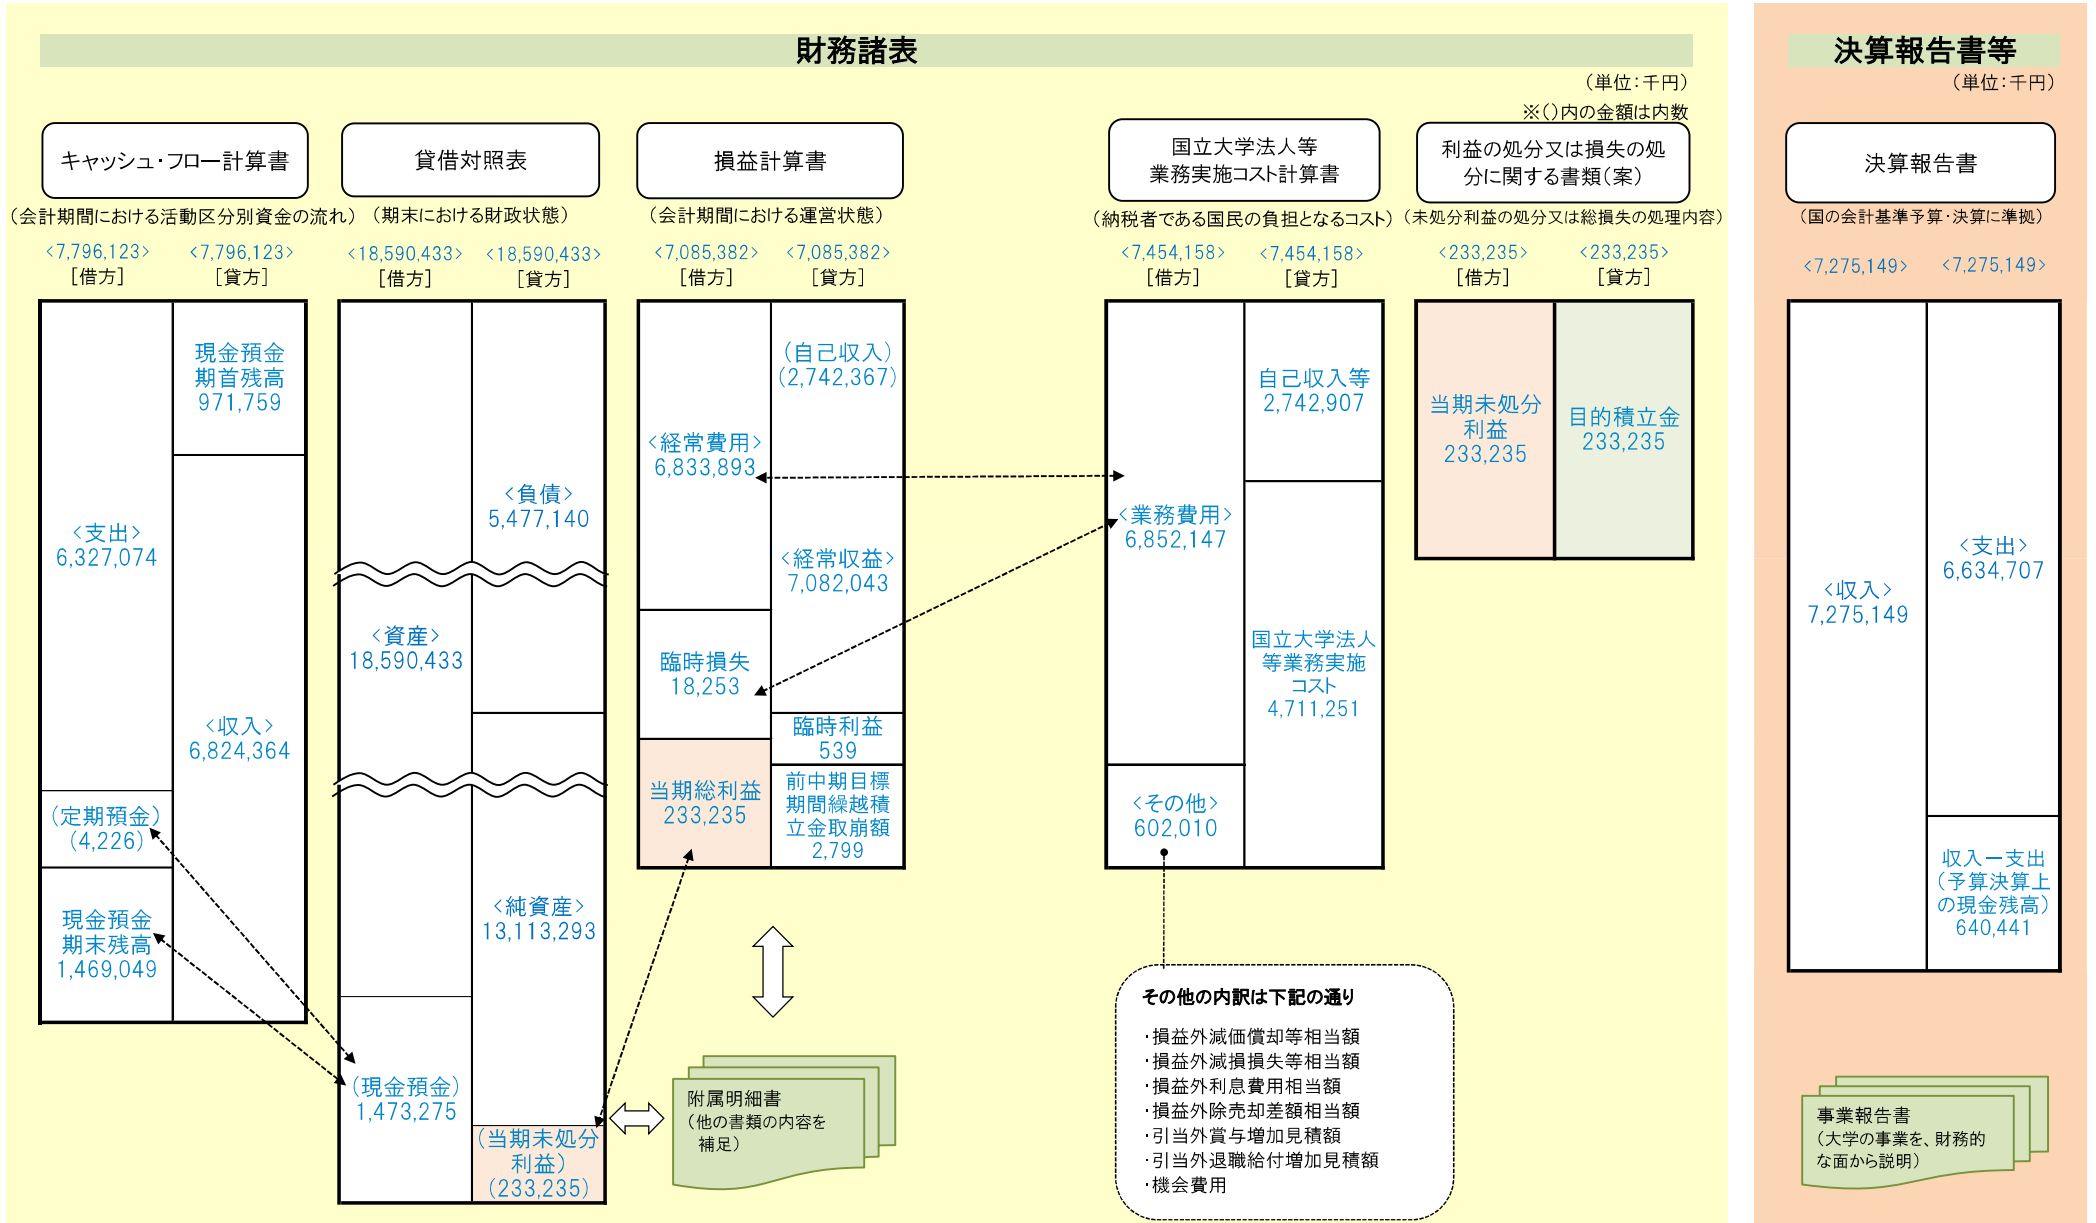 財務諸表
(単位：千円)
※()内の金額は内数
キャッシュ・フロー計算書
(会計期間における活動区分別資金の流れ)
<7,796,123>
<7,796,123>
[借方]
[貸方]
現金預金
期首残高
971,759
<支出>
6,327,074
<収入>
6,824,364
(定期預金)
(4,226)
現金預金
期末残高
1,469,049
貸借対照表
(期末における財政状態)
<18,590,433>
<18,590,433>
[借方]
[貸方]
<負債>
5,477,140
<資産>
18,590,433
<純資産>
13,113,293
(現金預金)
1,473,275
(当期未処分
利益)
(233,235)
損益計算書
(会計期間における運営状態)
<7,085,382>
<7,085,382>
[借方]
[貸方]
(自己収入)
(2,742,367)
<経常費用>
6,833,893
<経常収益>
7,082,043
臨時損失
18,253
臨時利益
539
当期総利益
233,235
前中期目標
期間繰越積
立金取崩額
2,799
附属明細書
(他の書類の内容を
補足)
国立大学法人等
業務実施コスト計算書
(納税者である国民の負担となるコスト)
<7,454,158>
<7,454,158>
[借方]
[貸方]
自己収入等
2,742,907
<業務費用>
6,852,147
国立大学法人
等業務実施
コスト
4,711,251
<その他>
602,010
その他の内訳は下記の通り
・損益外減価償却等相当額
・損益外減損損失等相当額
・損益外利息費用相当額
・損益外除売却差額相当額
・引当外賞与増加見積額
・引当外退職給付増加見積額
・機会費用
利益の処分又は損失の処
分に関する書類(案)
(未処分利益の処分又は総損失の処理内容)
<233,235>
<233,235>
[借方]
[貸方]
当期未処分
利益
233,235
目的積立金
233,235
決算報告書等
(単位：千円)
決算報告書
(国の会計基準予算・決算に準拠)
<7,275,149>
<7,275,149>
<支出>
6,634,707
<収入>
7,275,149
収入ー支出
(予算決算上
の現金残高)
640,441
事業報告書
(大学の事業を、財務的
な面から説明)